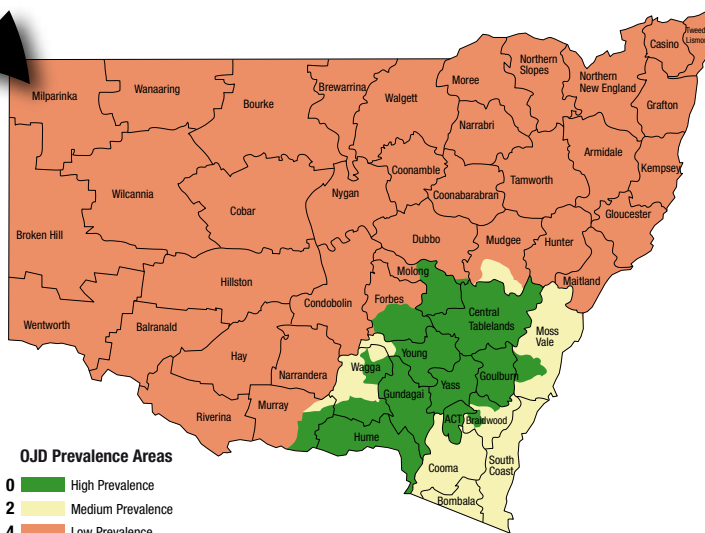 Tweed
Lismore
Casino
Northern
Slopes
Northern
New England
Moree
Brewarrina
Wanaaring
Milparinka
Bourke
Walgett
Grafton
Narrabri
Armidale
Kempsey
Coonamble
Tamworth
Coonabarabran
Wilcannia
Nygan
Cobar
Gloucester
Broken Hill
Dubbo
Mudgee
Hunter
Molong
Maitland
Hillston
Condobolin
Forbes
Central
Tablelands
Wentworth
Balranald
Moss
Vale
Hay
Young
Wagga
Narrandera
Yass
Goulburn
Gundagai
Murray
Riverina
ACT
Braidwood
Hume
OJD Prevalence Areas
0 High Prevalence
2 Medium Prevalence
4 Low Prevalence
Cooma
South
Coast
Bombala